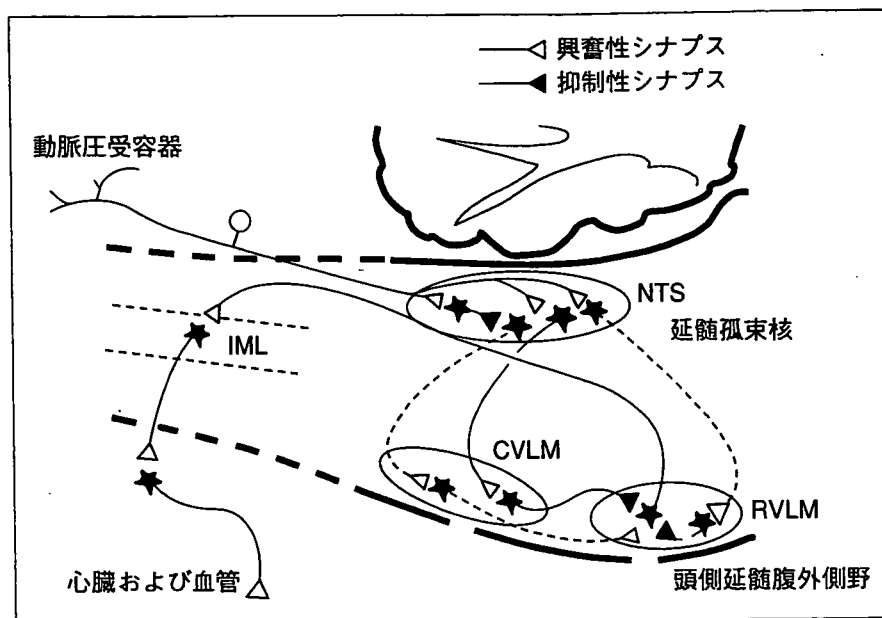 興奮性シナプス
抑制性シナプス
動脈圧受容器
NTS
延髄孤束核
IML
CVLM
RVLM
心臓および血管
頭側延髄腹外側野